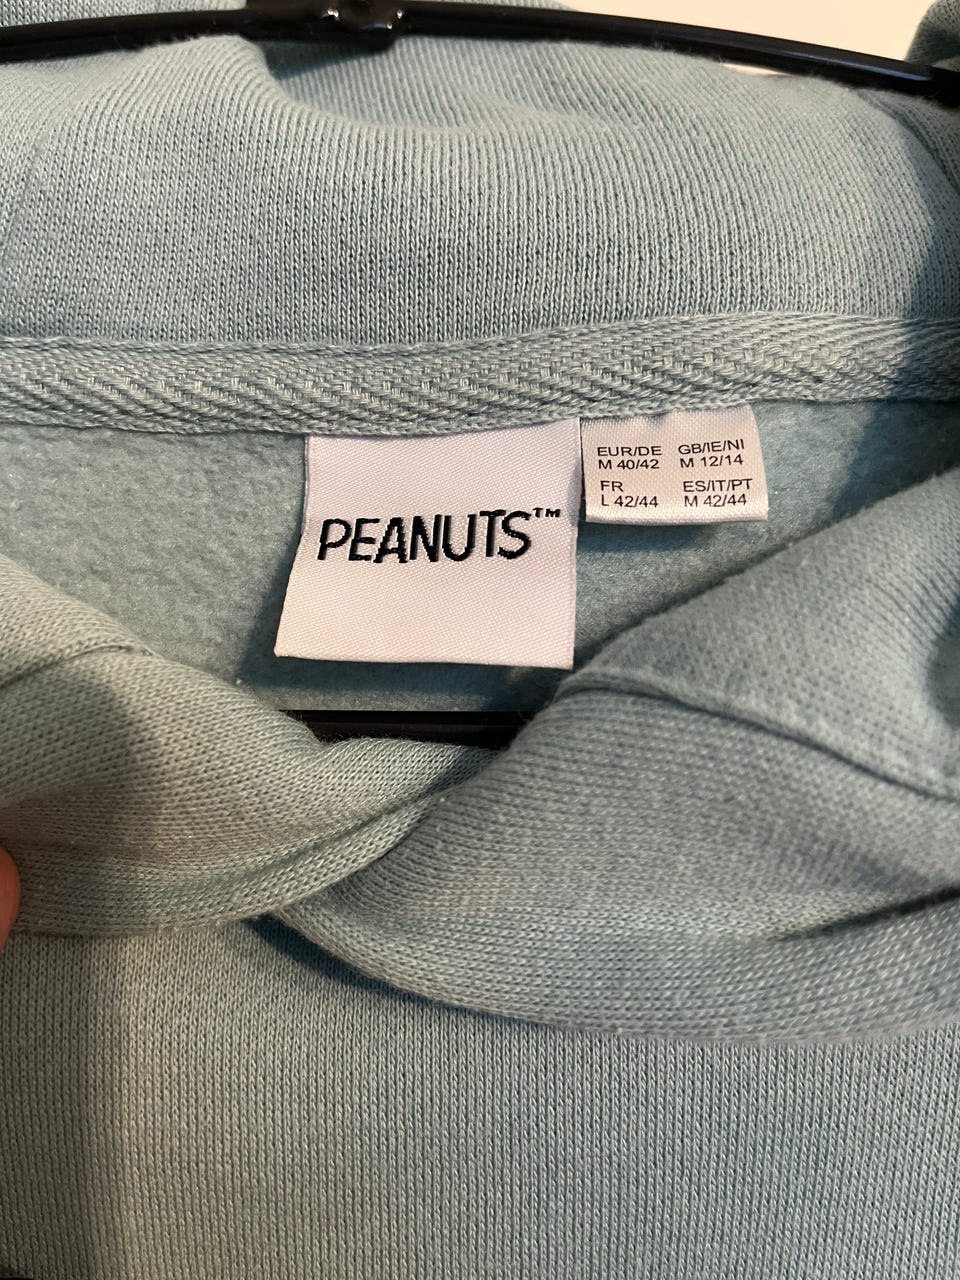 PEANUTS™
EUR/DE GB/IE/NI
M 40/42 M 12/14
FR ES/IT/PT
L 42/44 M 42/44